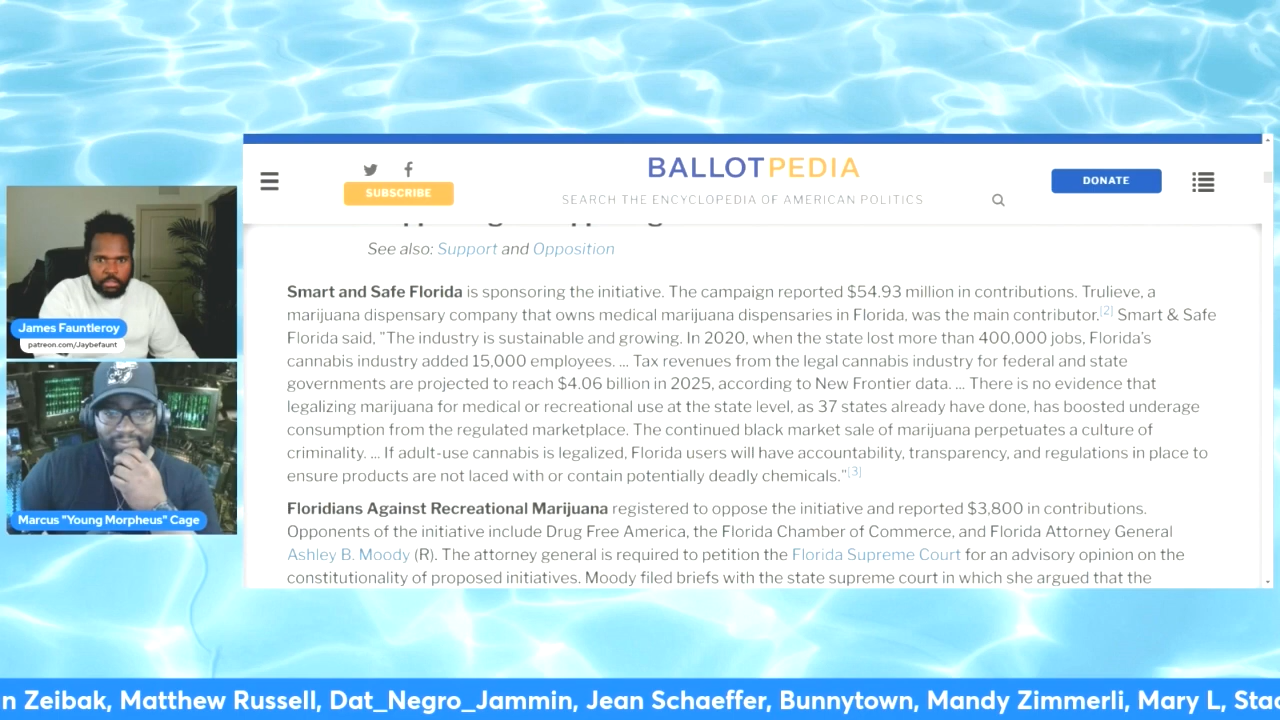 BALLOTPEDIA
SUBSCRIBE
SEARCH THE ENCYCLOPEDIA OF AMERICAN POLITICS
DONATE
See also: Support and Opposition
Smart and Safe Florida is sponsoring the initiative. The campaign reported $54.93 million in contributions. Trulieve, a
marijuana dispensary company that owns medical marijuana dispensaries in Florida, was the main contributor.[2] Smart & Safe
Florida said, "The industry is sustainable and growing. In 2020, when the state lost more than 400,000 jobs, Florida's
cannabis industry added 15,000 employees. ... Tax revenues from the legal cannabis industry for federal and state
governments are projected to reach $4.06 billion in 2025, according to New Frontier data. ... There is no evidence that
legalizing marijuana for medical or recreational use at the state level, as 37 states already have done, has boosted underage
consumption from the regulated marketplace. The continued black market sale of marijuana perpetuates a culture of
criminality. ... If adult-use cannabis is legalized, Florida users will have accountability, transparency, and regulations in place to
ensure products are not laced with or contain potentially deadly chemicals."[3]
Floridians Against Recreational Marijuana registered to oppose the initiative and reported $3,800 in contributions.
Opponents of the initiative include Drug Free America, the Florida Chamber of Commerce, and Florida Attorney General
Ashley B. Moody (R). The attorney general is required to petition the Florida Supreme Court for an advisory opinion on the
constitutionality of proposed initiatives. Moody filed briefs with the state supreme court in which she argued that the
James Fauntleroy
patreon.com/Jaybefaunt
Marcus "Young Morpheus" Cage
n Zeibak, Matthew Russell, Dat_Negro_Jammin, Jean Schaeffer, Bunnytown, Mandy Zimmerli, Mary L, Stac